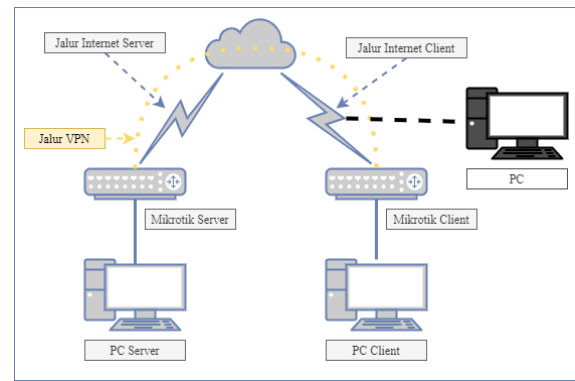 Jalur Internet Server
Jalur Internet Client
Jalur VPN
PC
Mikrotik Server
Mikrotik Client
PC Server
PC Client